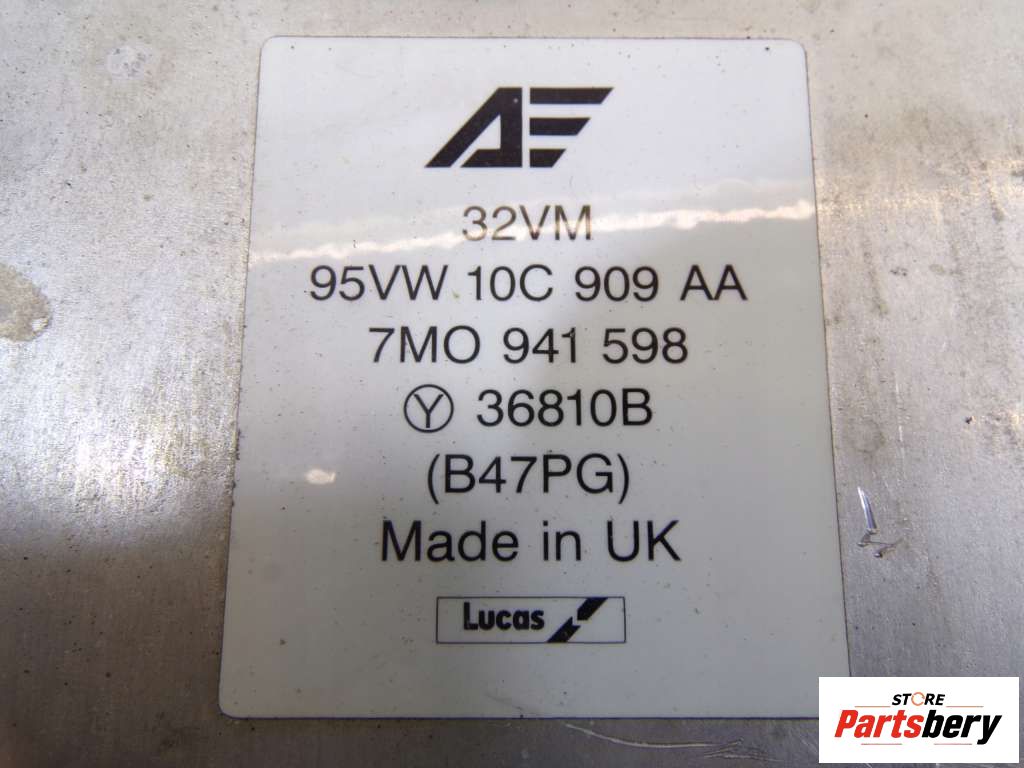 AE
32VM
95VW 10C 909 AA
7MO 941 598
Ⓨ 36810B
(B47PG)
Made in UK
Lucas
STORE
Partsbery